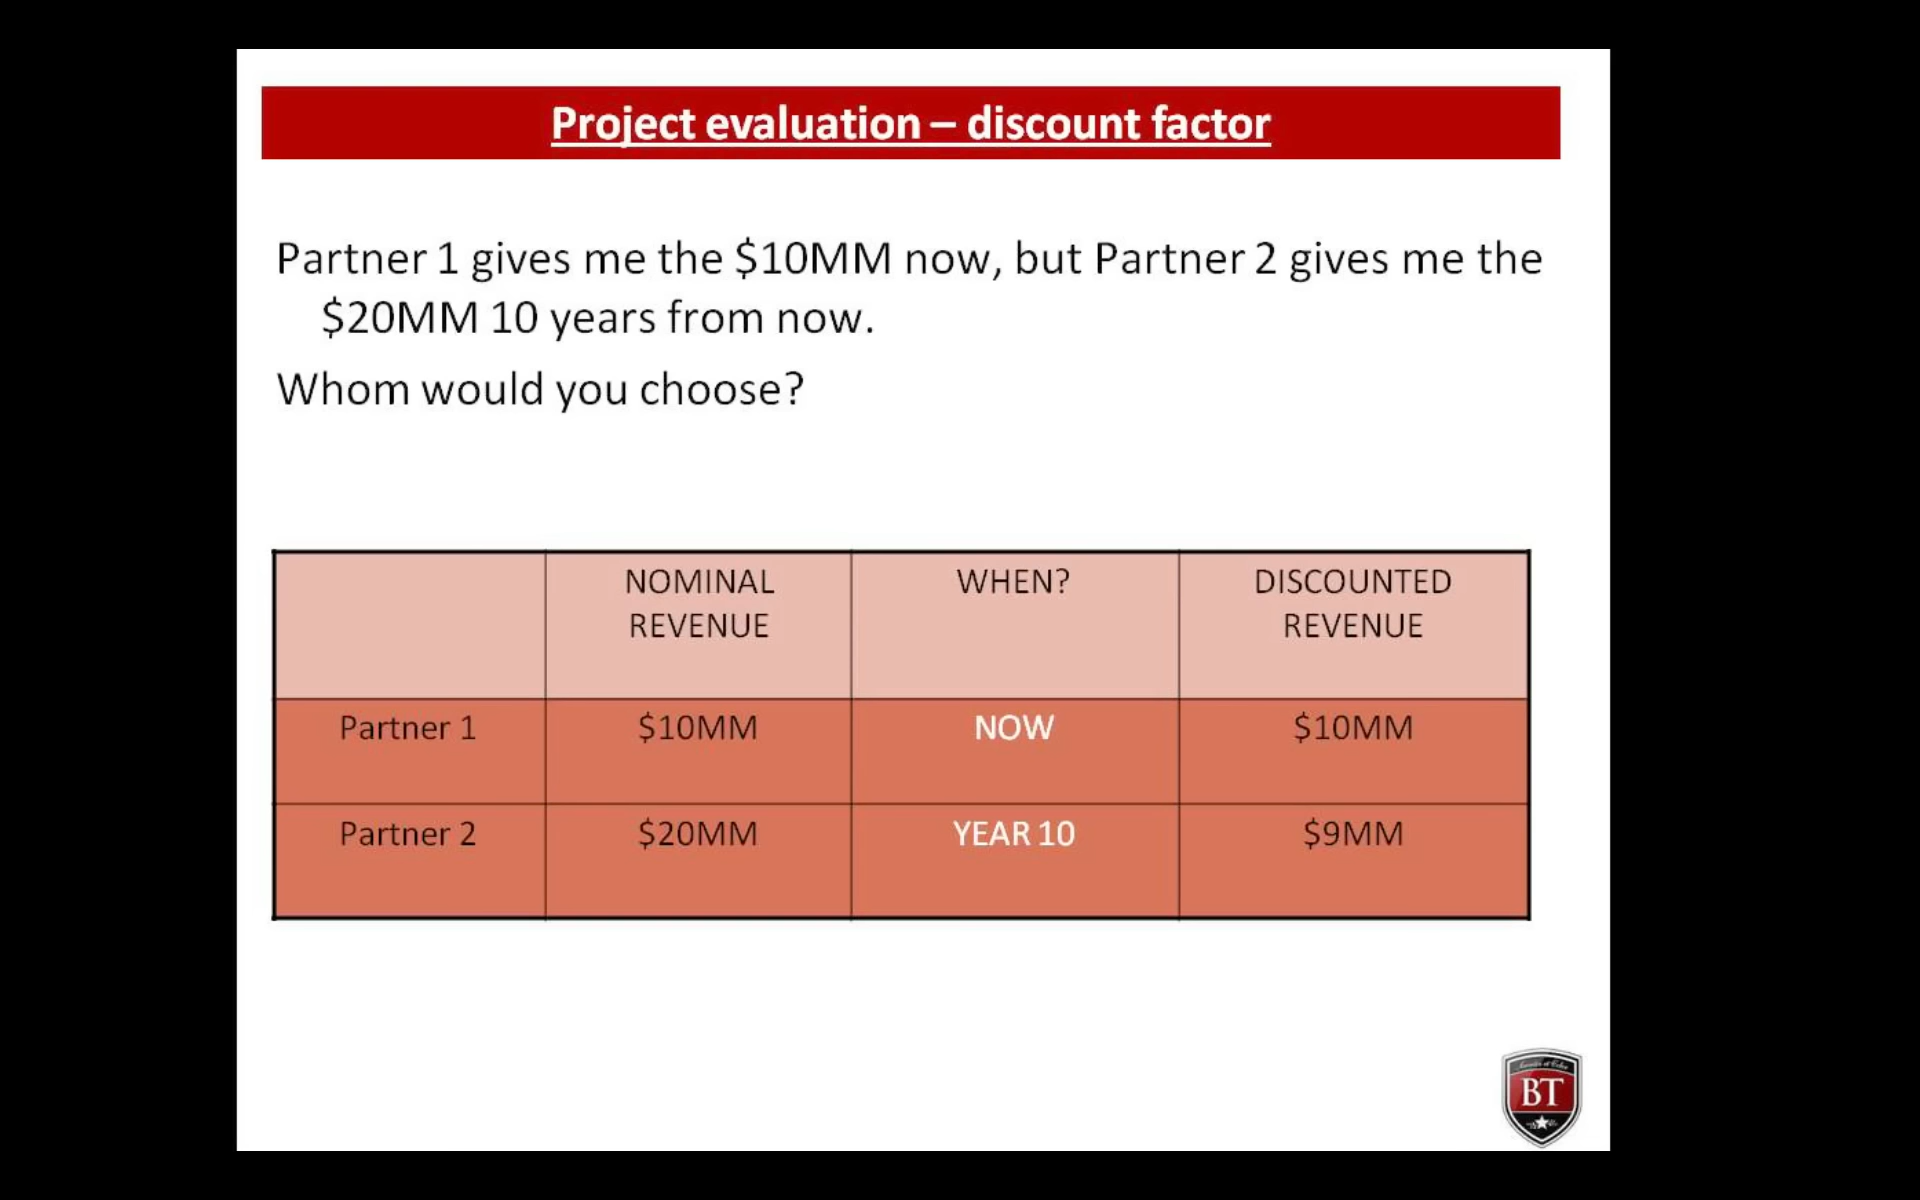 Project evaluation – discount factor
Partner 1 gives me the $10MM now, but Partner 2 gives me the
$20MM 10 years from now.
Whom would you choose?
NOMINAL REVENUE
WHEN?
DISCOUNTED REVENUE
Partner 1
$10MM
NOW
$10MM
Partner 2
$20MM
YEAR 10
$9MM
BT